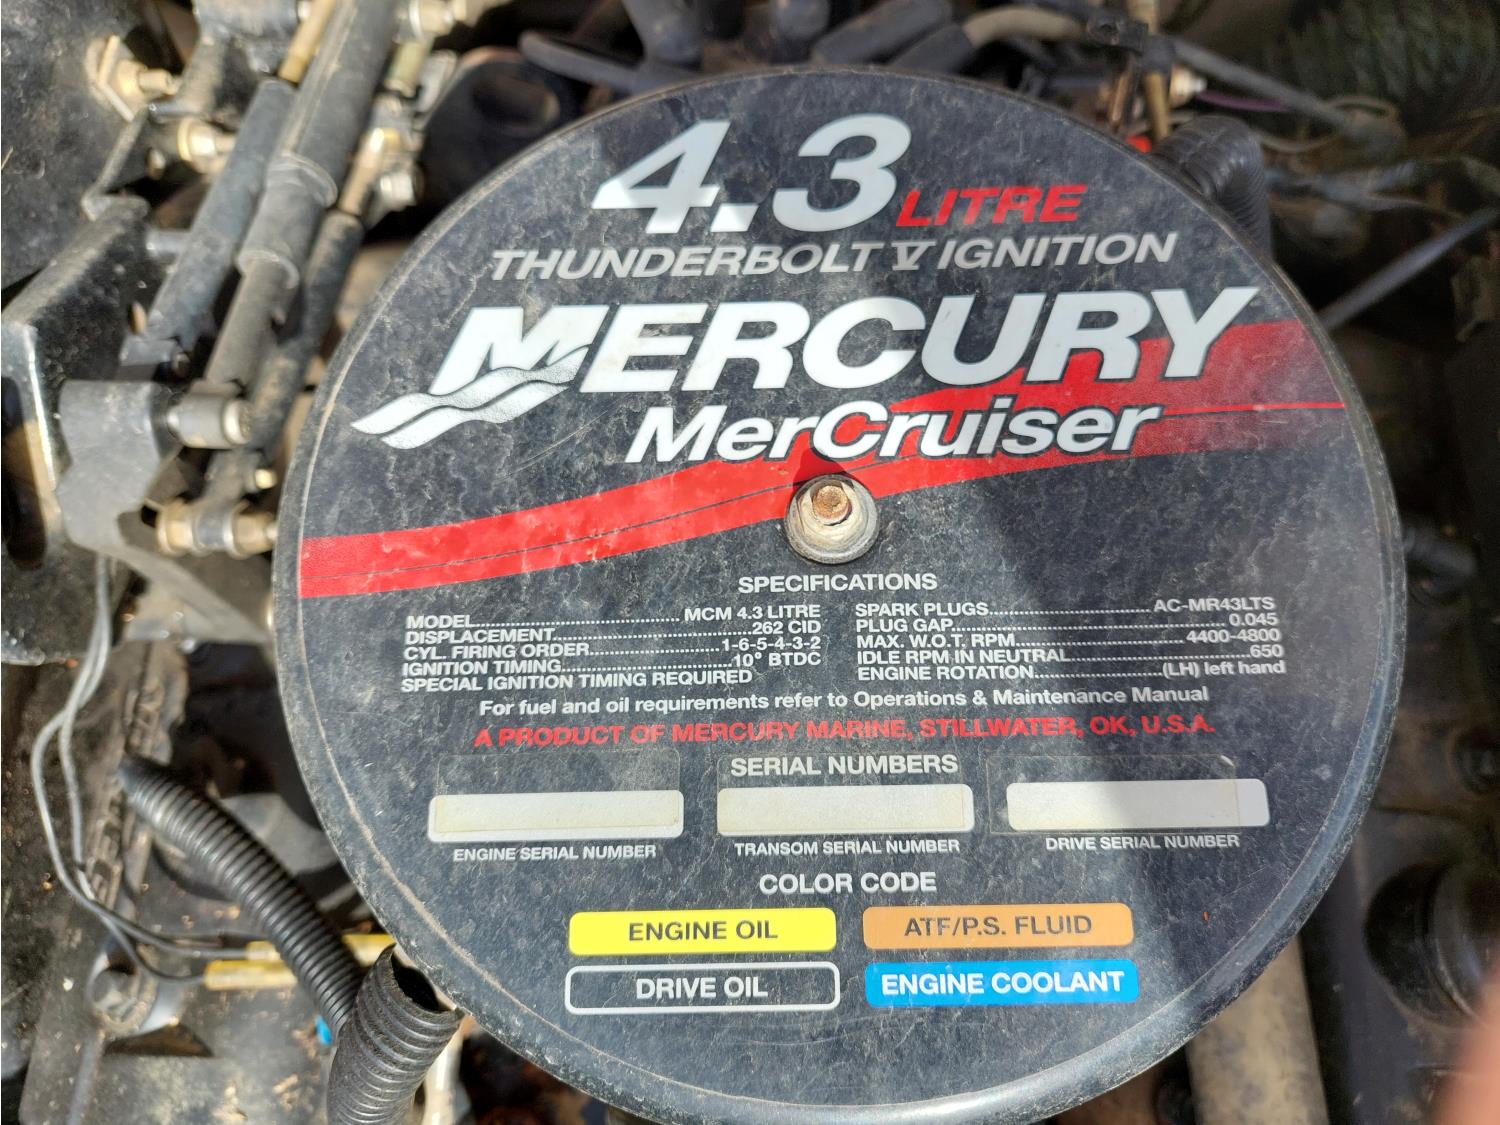 4.3 LITRE
THUNDERBOLT V IGNITION
MERCURY
MerCruiser
SPECIFICATIONS
MODEL........................................ MCM 4.3 LITRE
DISPLACEMENT........................................262 CID
CYL. FIRING ORDER..........................1-6-5-4-3-2
IGNITION TIMING..................................10° BTDC
SPECIAL IGNITION TIMING REQUIRED
SPARK PLUGS................................ AC-MR43LTS
PLUG GAP...................................................... 0.045
MAX. W.O.T. RPM..................................4400-4800
IDLE RPM IN NEUTRAL....................................650
ENGINE ROTATION.........................(LH) left hand
For fuel and oil requirements refer to Operations & Maintenance Manual
A PRODUCT OF MERCURY MARINE, STILLWATER, OK, U.S.A.
SERIAL NUMBERS
ENGINE SERIAL NUMBER
TRANSOM SERIAL NUMBER
DRIVE SERIAL NUMBER
COLOR CODE
ENGINE OIL
ATF/P.S. FLUID
DRIVE OIL
ENGINE COOLANT